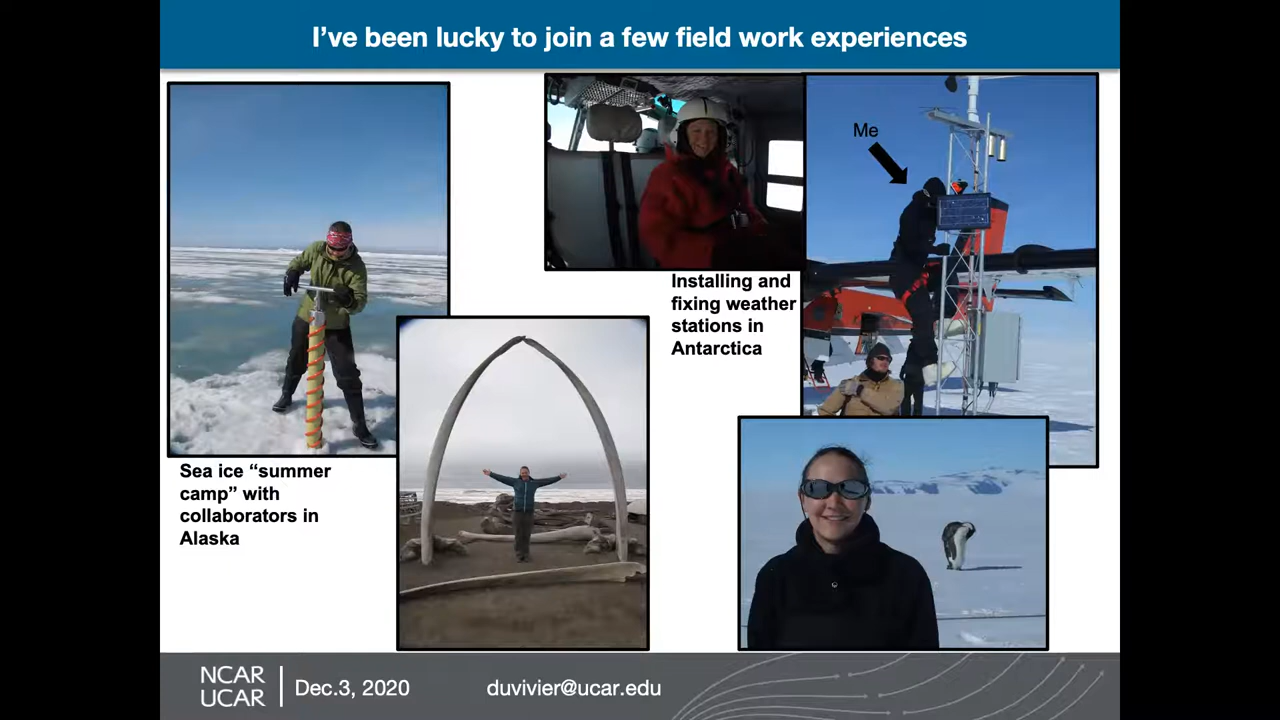 I’ve been lucky to join a few field work experiences
Me
Installing and
fixing weather
stations in
Antarctica
Sea ice “summer
camp” with
collaborators in
Alaska
NCAR
UCAR
Dec.3, 2020
duvivier@ucar.edu